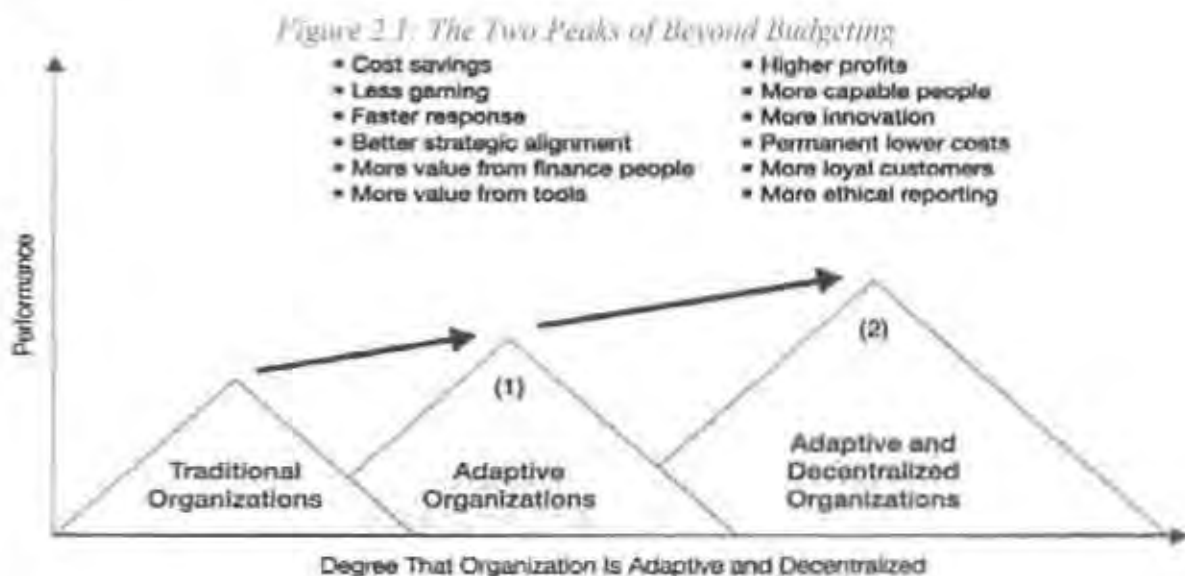 Figure 2.1: The Two Peaks of Beyond Budgeting
▪ Cost savings
▪ Less gaming
▪ Faster response
▪ Better strategic alignment
▪ More value from finance people
▪ More value from tools
▪ Higher profits
▪ More capable people
▪ More innovation
▪ Permanent lower costs
▪ More loyal customers
▪ More ethical reporting
Performance
(1)
(2)
Traditional
Organizations
Adaptive
Organizations
Adaptive and
Decentralized
Organizations
Degree That Organization Is Adaptive and Decentralized